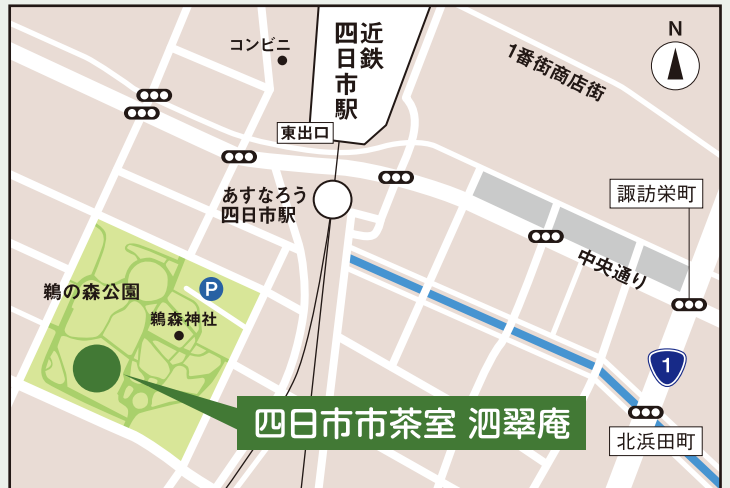 コンビニ
近鉄
四日市駅
N
1番街商店街
東出口
あすなろう
四日市駅
諏訪栄町
中央通り
鵜の森公園
P
鵜森神社
1
四日市市茶室 泗翠庵
北浜田町